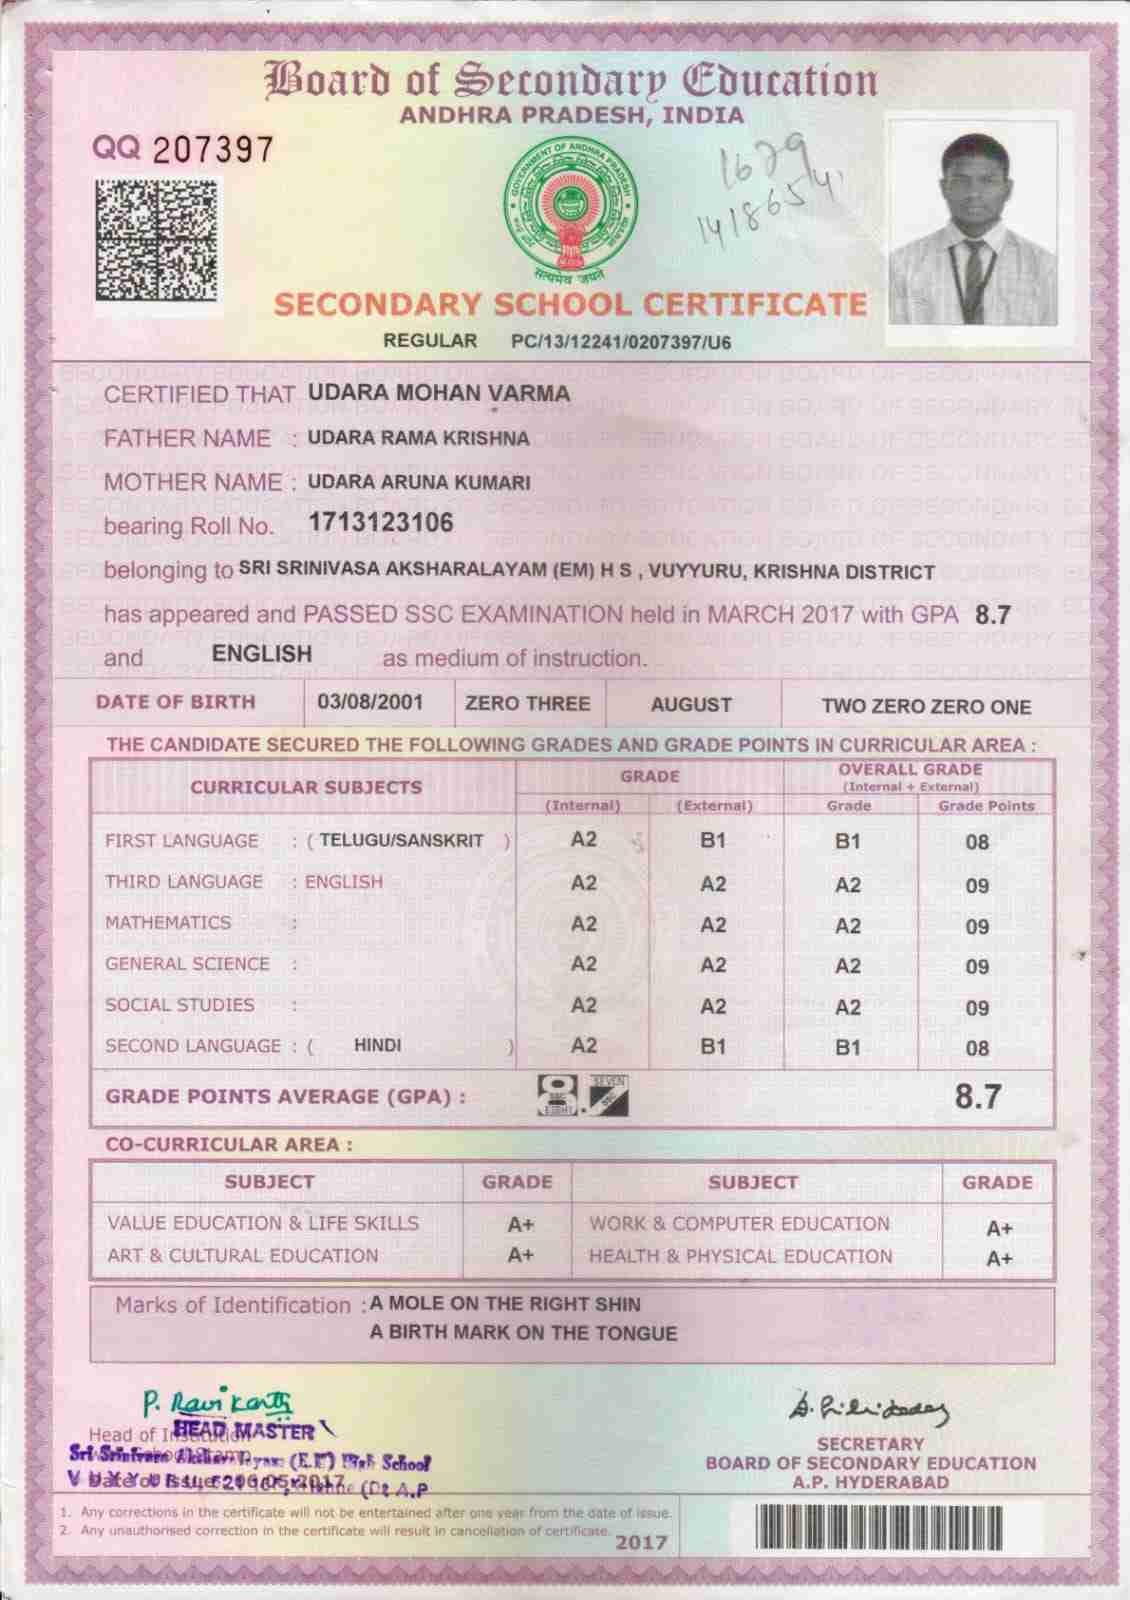 Board of Secondary Education
ANDHRA PRADESH, INDIA
QQ 207397
1629
1418654
GOVERNMENT OF ANDHRA PRADESH
सत्यमेव जयते
SECONDARY SCHOOL CERTIFICATE
REGULAR PC/13/12241/0207397/U6
CERTIFIED THAT UDARA MOHAN VARMA
FATHER NAME : UDARA RAMA KRISHNA
MOTHER NAME : UDARA ARUNA KUMARI
bearing Roll No. 1713123106
belonging to SRI SRINIVASA AKSHARALAYAM (EM) H S , VUYYURU, KRISHNA DISTRICT
has appeared and PASSED SSC EXAMINATION held in MARCH 2017 with GPA 8.7
and ENGLISH as medium of instruction.
DATE OF BIRTH 03/08/2001 ZERO THREE AUGUST TWO ZERO ZERO ONE
THE CANDIDATE SECURED THE FOLLOWING GRADES AND GRADE POINTS IN CURRICULAR AREA :
CURRICULAR SUBJECTS GRADE OVERALL GRADE
(Internal + External)
(Internal) (External) Grade Grade Points
FIRST LANGUAGE : ( TELUGU/SANSKRIT ) A2 B1 B1 08
THIRD LANGUAGE : ENGLISH A2 A2 A2 09
MATHEMATICS : A2 A2 A2 09
GENERAL SCIENCE : A2 A2 A2 09
SOCIAL STUDIES : A2 A2 A2 09
SECOND LANGUAGE : ( HINDI ) A2 B1 B1 08
GRADE POINTS AVERAGE (GPA) : 8 SSC EIGHT . 7 SEVEN SSC 8.7
CO-CURRICULAR AREA :
SUBJECT GRADE SUBJECT GRADE
VALUE EDUCATION & LIFE SKILLS A+ WORK & COMPUTER EDUCATION A+
ART & CULTURAL EDUCATION A+ HEALTH & PHYSICAL EDUCATION A+
Marks of Identification : A MOLE ON THE RIGHT SHIN
A BIRTH MARK ON THE TONGUE
P. Ravi Kanth
Head of Institution
HEAD MASTER
Sri Srinivasa (E.M) High School
Date of Issue 06.05.2017
SECRETARY
BOARD OF SECONDARY EDUCATION
A.P. HYDERABAD
1. Any corrections in the certificate will not be entertained after one year from the date of issue.
2. Any unauthorised correction in the certificate will result in cancellation of certificate.
2017